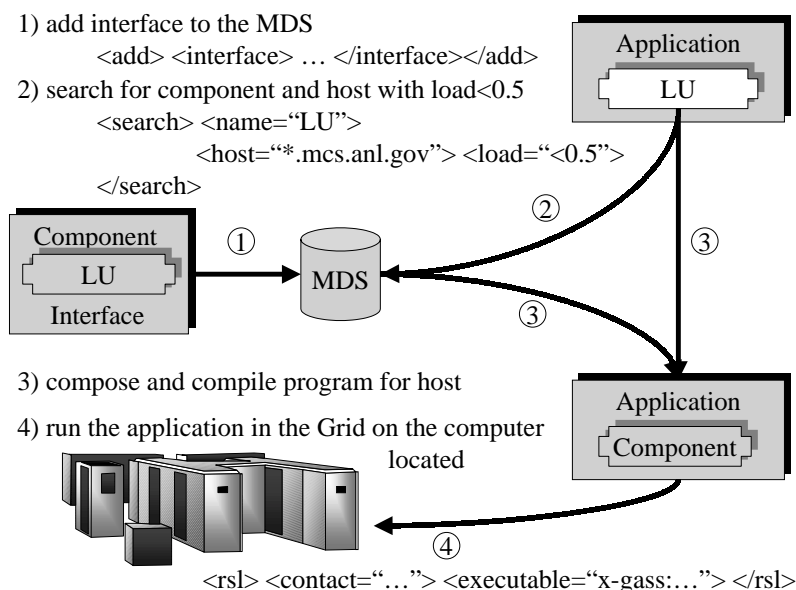 1) add interface to the MDS
<add> <interface> … </interface></add>
2) search for component and host with load<0.5
<search> <name=“LU”>
<host=“*.mcs.anl.gov”> <load=“<0.5”>
</search>
Application
LU
2
3
Component
LU
Interface
1
MDS
3
3) compose and compile program for host
4) run the application in the Grid on the computer
located
Application
Component
4
<rsl> <contact=“…”> <executable=“x-gass:…”> </rsl>